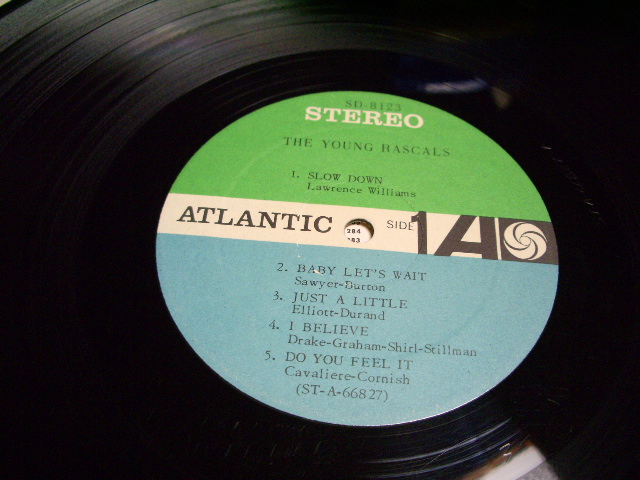 SD-8123
STEREO
THE YOUNG RASCALS
1. SLOW DOWN
Lawrence Williams
ATLANTIC SIDE 1 A
284
2. BABY LET'S WAIT
Sawyer-Burton
3. JUST A LITTLE
Elliott-Durand
4. I BELIEVE
Drake-Graham-Shirl-Stillman
5. DO YOU FEEL IT
Cavaliere-Cornish
(ST-A-66827)